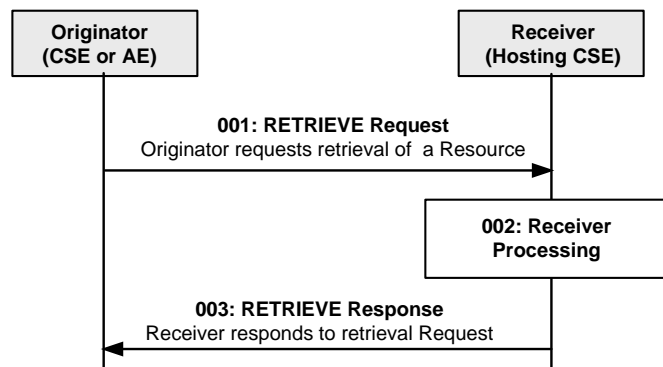 Originator
(CSE or AE)
Receiver
(Hosting CSE)
001: RETRIEVE Request
Originator requests retrieval of a Resource
002: Receiver
Processing
003: RETRIEVE Response
Receiver responds to retrieval Request